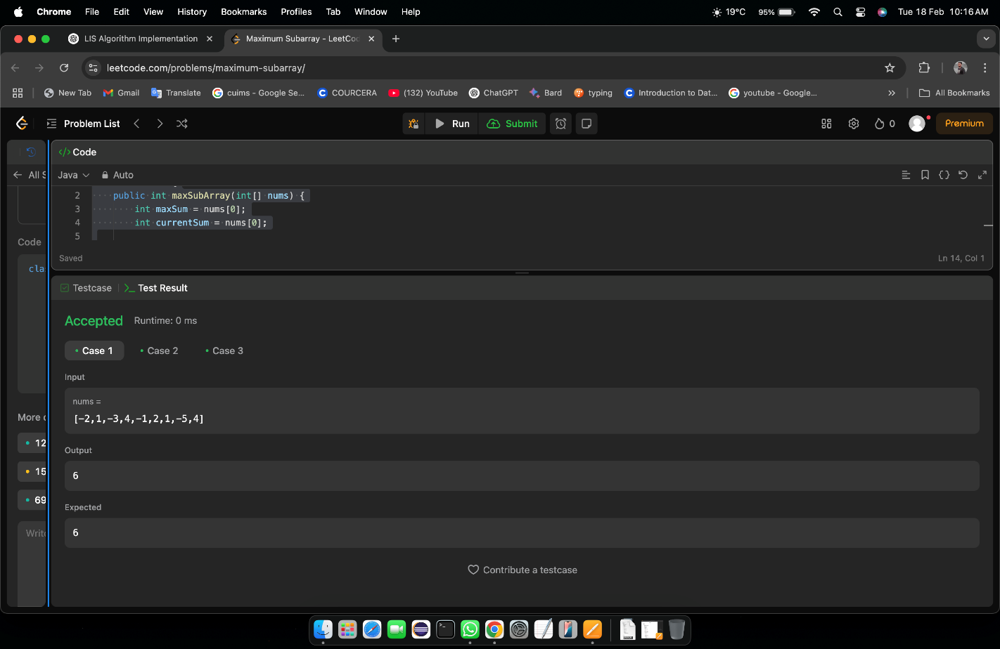 Chrome File Edit View History Bookmarks Profiles Tab Window Help 19°C 95% Tue 18 Feb 10:16 AM
LIS Algorithm Implementation Maximum Subarray - LeetCo
leetcode.com/problems/maximum-subarray/
New Tab Gmail Translate cuims - Google Se... COURCERA (132) YouTube ChatGPT Bard typing Introduction to Dat... youtube - Google... All Bookmarks
Problem List Run Submit 0 Premium
</> Code
All S Java Auto
2 public int maxSubArray(int[] nums) {
3 int maxSum = nums[0];
4 int currentSum = nums[0];
5
Code
Saved Ln 14, Col 1
cla
Testcase Test Result
Accepted Runtime: 0 ms
Case 1 Case 2 Case 3
Input
nums =
[-2,1,-3,4,-1,2,1,-5,4]
More
12
Output
15
6
69
Expected
Write
6
Contribute a testcase